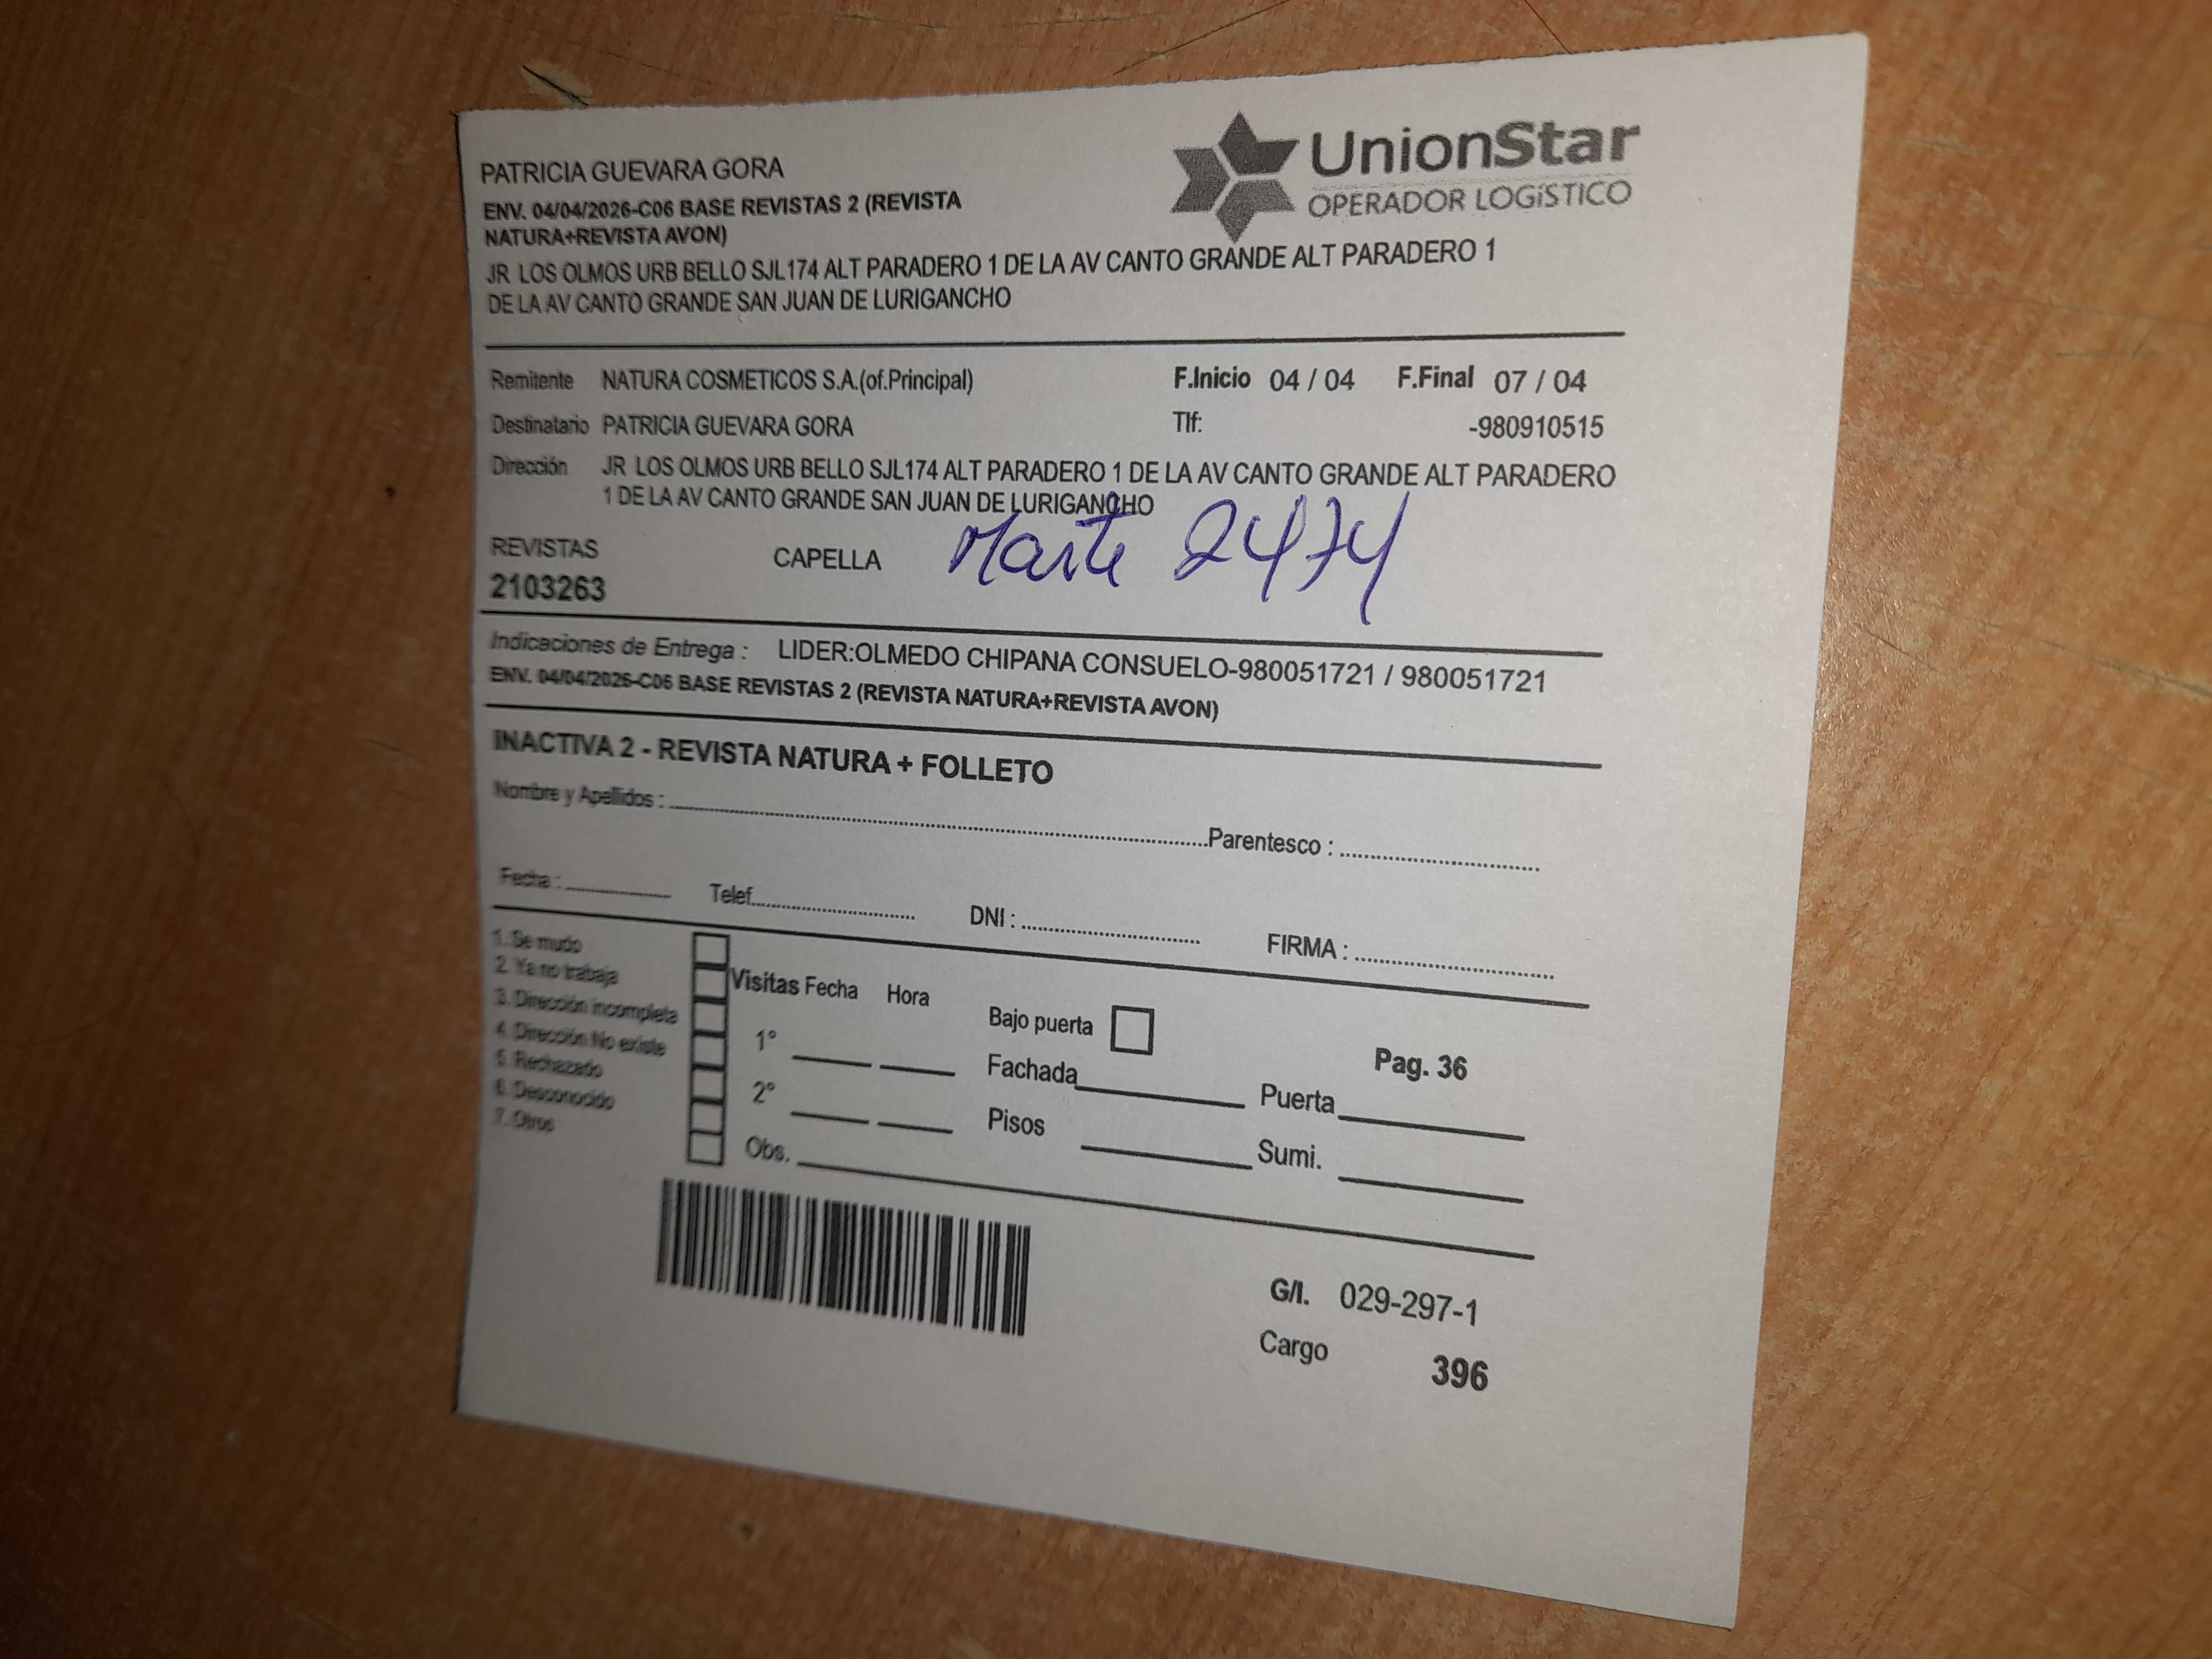 PATRICIA GUEVARA GORA
UnionStar
OPERADOR LOGíSTICO
ENV. 04/04/2026-C06 BASE REVISTAS 2 (REVISTA
NATURA+REVISTA AVON)
JR LOS OLMOS URB BELLO SJL174 ALT PARADERO 1 DE LA AV CANTO GRANDE ALT PARADERO 1
DE LA AV CANTO GRANDE SAN JUAN DE LURIGANCHO
Remitente NATURA COSMETICOS S.A.(of.Principal) F.Inicio 04 / 04 F.Final 07 / 04
Destinatario PATRICIA GUEVARA GORA Tlf: -980910515
Dirección JR LOS OLMOS URB BELLO SJL174 ALT PARADERO 1 DE LA AV CANTO GRANDE ALT PARADERO
1 DE LA AV CANTO GRANDE SAN JUAN DE LURIGANCHO
REVISTAS CAPELLA Marte 2474
2103263
Indicaciones de Entrega : LIDER:OLMEDO CHIPANA CONSUELO-980051721 / 980051721
ENV. 04/04/2026-C06 BASE REVISTAS 2 (REVISTA NATURA+REVISTA AVON)
INACTIVA 2 - REVISTA NATURA + FOLLETO
Nombre y Apellidos : Parentesco :
Fecha : Telef. DNI : FIRMA :
1. Se mudo
2. Ya no trabaja
3. Dirección incompleta
4. Dirección No existe
5. Rechazado
6. Desconocido
7. Otros
Visitas Fecha Hora
1°
2°
Obs.
Bajo puerta
Fachada Puerta
Pisos Sumi.
Pag. 36
G/I. 029-297-1
Cargo 396